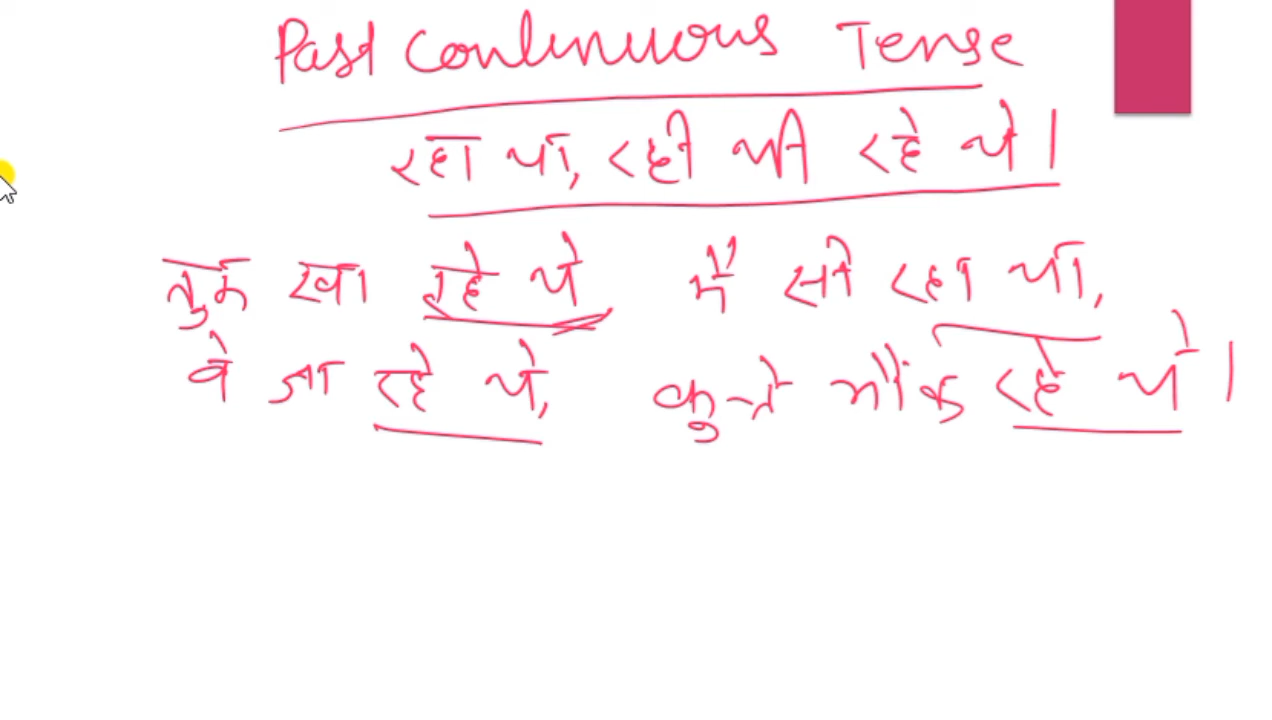 Past Continuous Tense
रहा था, रही थी रहे थे।
तुम खा रहे थे मैं सो रहा था,
वे जा रहे थे, कुत्ते भौंक रहे थे।